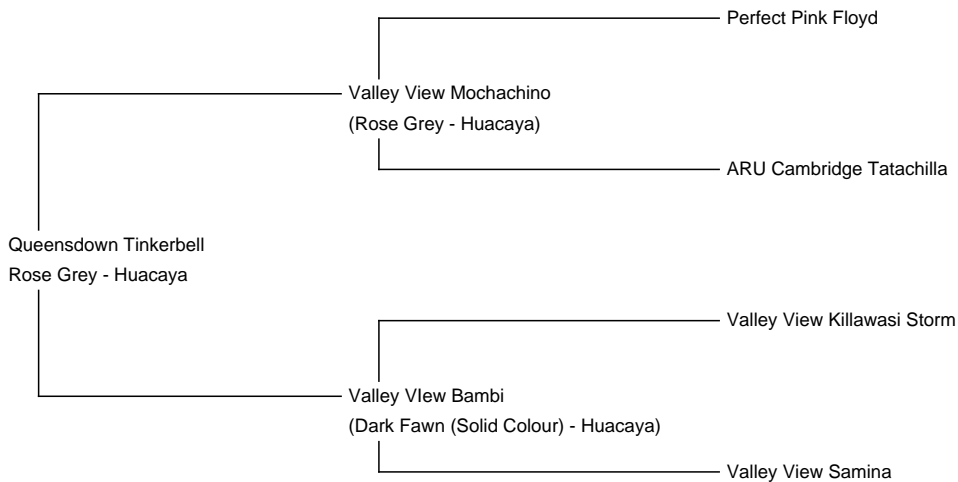 Perfect Pink Floyd
Valley View Mochachino
(Rose Grey - Huacaya)
ARU Cambridge Tatachilla
Queensdown Tinkerbell
Rose Grey - Huacaya
Valley View Killawasi Storm
Valley VIew Bambi
(Dark Fawn (Solid Colour) - Huacaya)
Valley View Samina